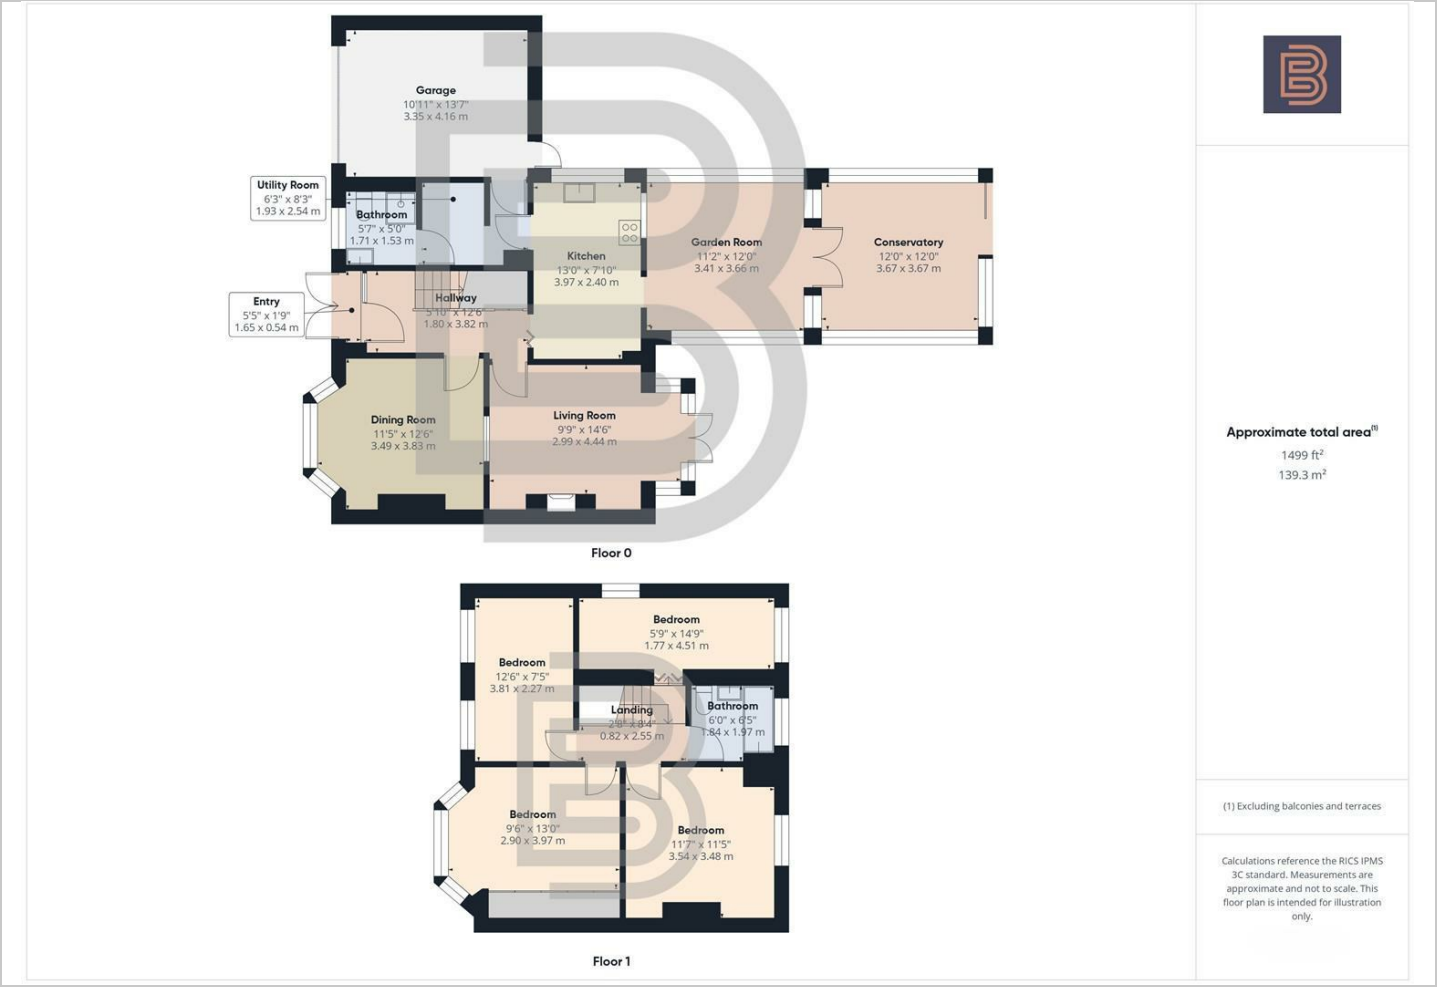 Garage
10'11" x 13'7"
3.35 x 4.16 m
Utility Room
6'3" x 8'3"
1.93 x 2.54 m
Bathroom
5'7" x 5'0"
1.71 x 1.53 m
Kitchen
13'0" x 7'10"
3.97 x 2.40 m
Garden Room
11'2" x 12'0"
3.41 x 3.66 m
Conservatory
12'0" x 12'0"
3.67 x 3.67 m
Entry
5'5" x 1'9"
1.65 x 0.54 m
Hallway
5'10" x 12'6"
1.80 x 3.82 m
Dining Room
11'5" x 12'6"
3.49 x 3.83 m
Living Room
9'9" x 14'6"
2.99 x 4.44 m
Floor 0
Bedroom
5'9" x 14'9"
1.77 x 4.51 m
Bedroom
12'6" x 7'5"
3.81 x 2.27 m
Landing
2'8" x 8'4"
0.82 x 2.55 m
Bathroom
6'0" x 6'5"
1.84 x 1.97 m
Bedroom
9'6" x 13'0"
2.90 x 3.97 m
Bedroom
11'7" x 11'5"
3.54 x 3.48 m
Floor 1
Approximate total area(1)
1499 ft²
139.3 m²
(1) Excluding balconies and terraces
Calculations reference the RICS IPMS
3C standard. Measurements are
approximate and not to scale. This
floor plan is intended for illustration
only.